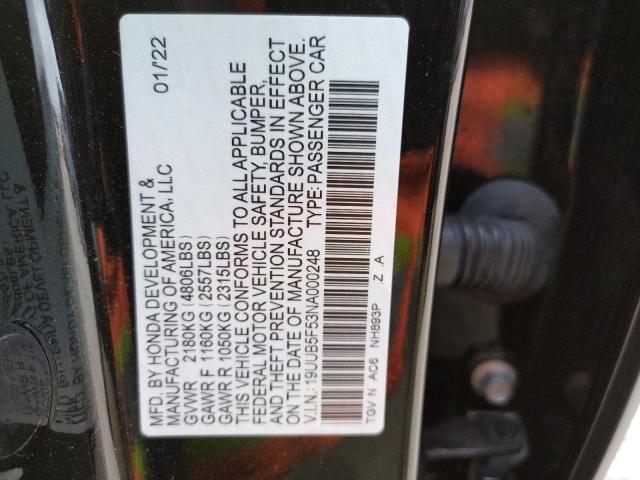 MFD. BY HONDA DEVELOPMENT & 01/22
MANUFACTURING OF AMERICA, LLC
GVWR 2180KG (4806LBS)
GAWR F 1160KG (2557LBS)
GAWR R 1050KG (2315LBS)
THIS VEHICLE CONFORMS TO ALL APPLICABLE
FEDERAL MOTOR VEHICLE SAFETY, BUMPER,
AND THEFT PREVENTION STANDARDS IN EFFECT
ON THE DATE OF MANUFACTURE SHOWN ABOVE.
V.I.N.: 19UUB5F53NA000248 TYPE: PASSENGER CAR
TGV N AC6 NH893P .Z .A